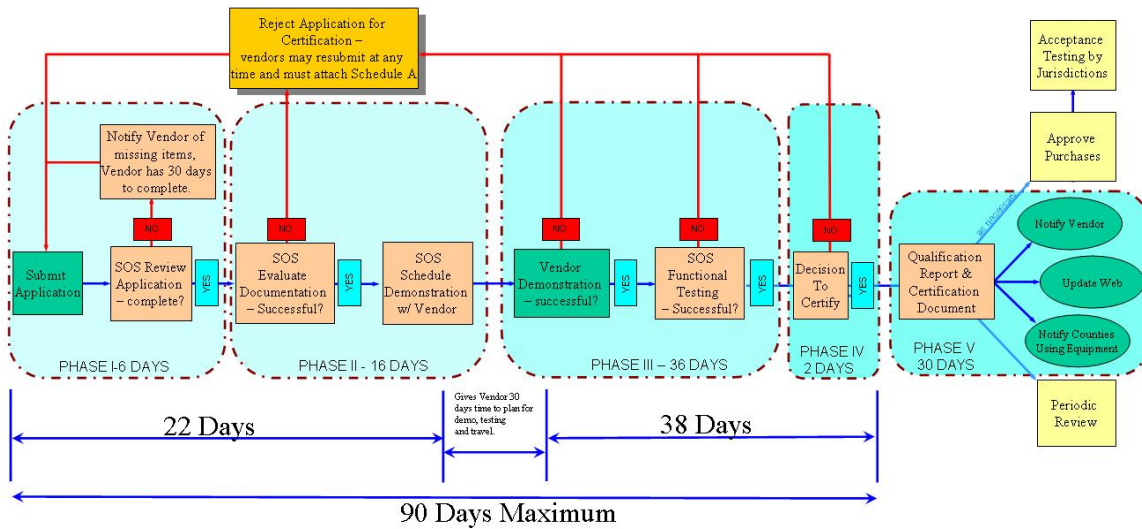 Reject Application for
Certification –
vendors may resubmit at any
time and must attach Schedule A.
Acceptance
Testing by
Jurisdictions
Notify Vendor of
missing items,
Vendor has 30 days
to complete.
Approve
Purchases
as necessary
NO
NO
NO
NO
NO
Submit
Application
SOS Review
Application
– complete?
YES
SOS
Evaluate
Documentation
– Successful?
YES
SOS
Schedule
Demonstration
w/ Vendor
Vendor
Demonstration
– successful?
YES
SOS
Functional
Testing
– Successful?
YES
Decision
To
Certify
YES
Qualification
Report &
Certification
Document
Notify Vendor
Update Web
Notify Counties
Using Equipment
PHASE I-6 DAYS
PHASE II - 16 DAYS
PHASE III – 36 DAYS
PHASE IV
2 DAYS
PHASE V
30 DAYS
Periodic
Review
22 Days
Gives Vendor 30
days time to plan for
demo, testing
and travel.
38 Days
90 Days Maximum